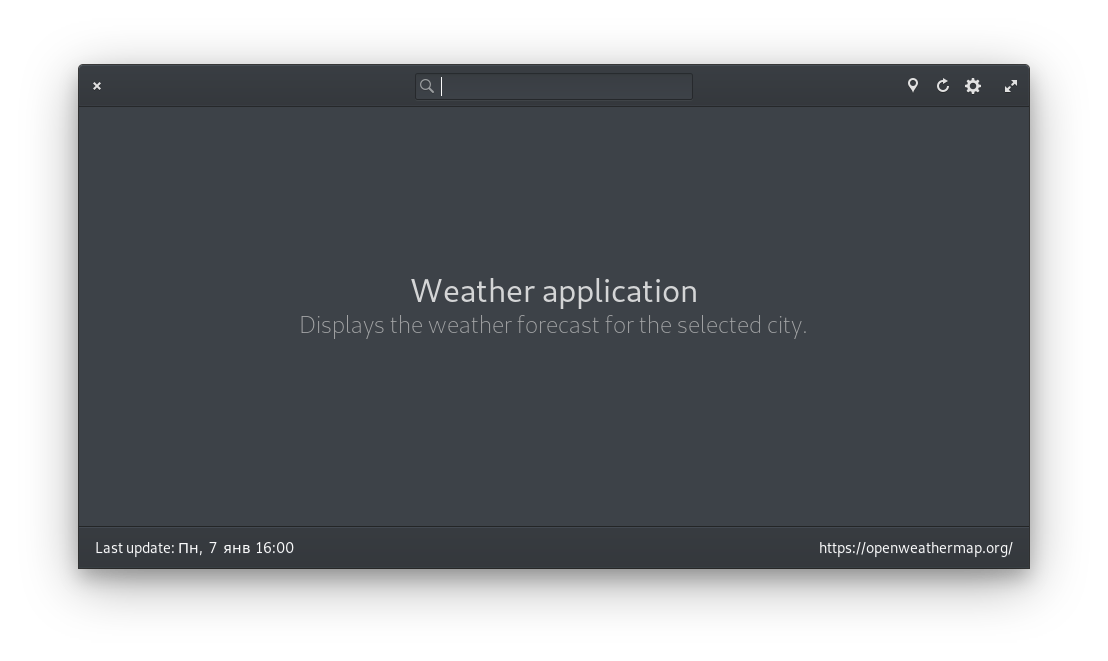 Weather application
Displays the weather forecast for the selected city.
Last update: Пн, 7 янв 16:00
https://openweathermap.org/